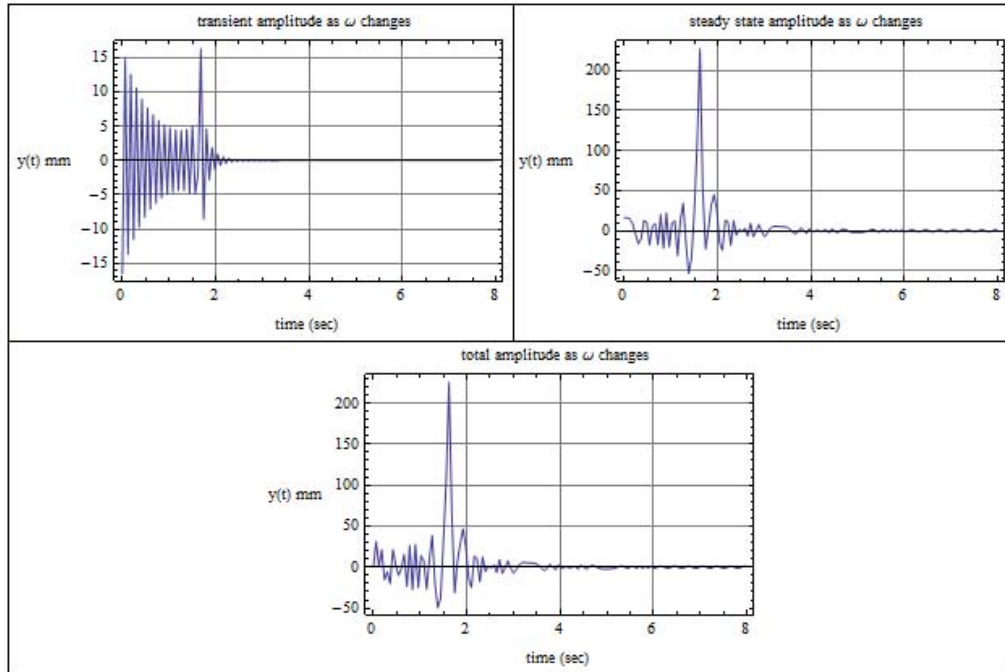 transient amplitude as ω changes
15
10
5
0
−5
−10
−15
y(t) mm
0 2 4 6 8
time (sec)
steady state amplitude as ω changes
200
150
100
50
0
−50
y(t) mm
0 2 4 6 8
time (sec)
total amplitude as ω changes
200
150
100
50
0
−50
y(t) mm
0 2 4 6 8
time (sec)